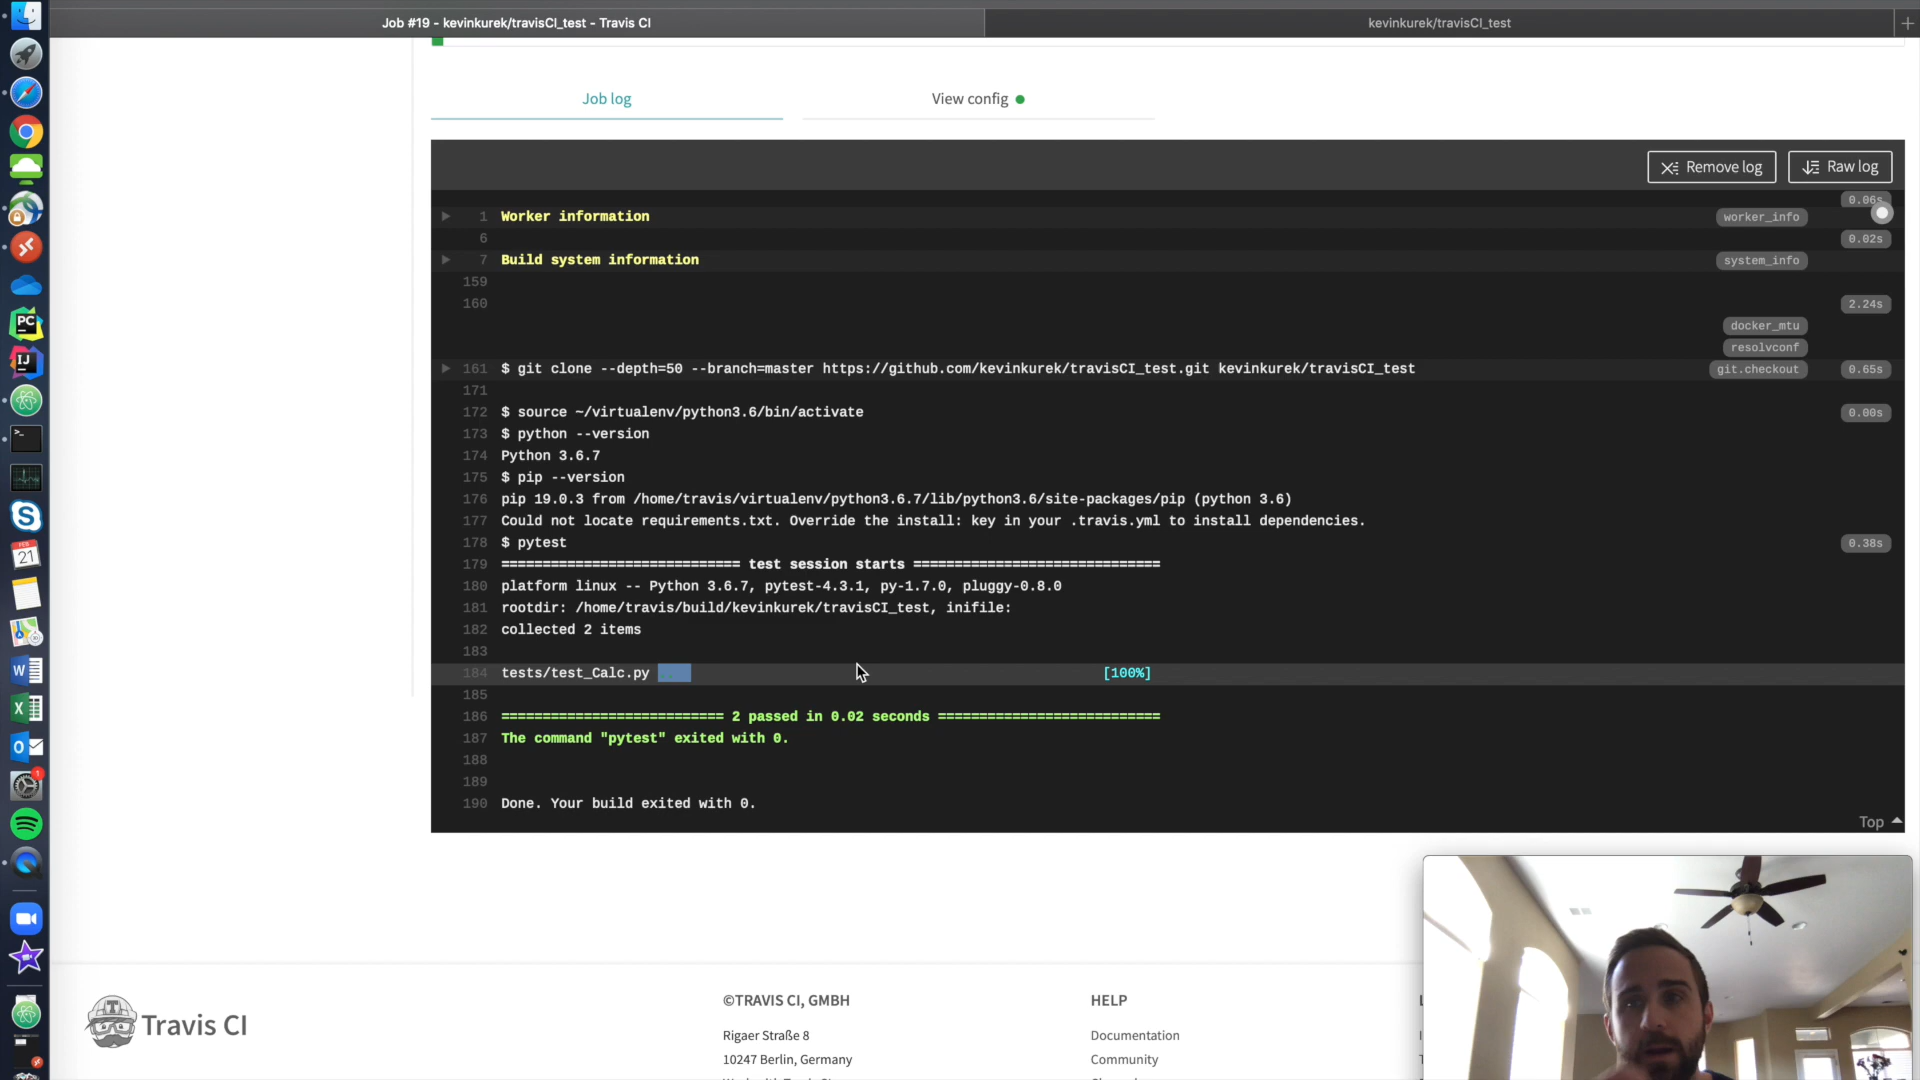 Job #19 - kevinkurek/travisCI_test - Travis CI
kevinkurek/travisCI_test
Job log
View config
Remove log
Raw log
0.06s
1 Worker information worker_info
6 0.02s
7 Build system information system_info
159
160 2.24s
docker_mtu
resolvconf
161 $ git clone --depth=50 --branch=master https://github.com/kevinkurek/travisCI_test.git kevinkurek/travisCI_test git.checkout 0.65s
171
172 $ source ~/virtualenv/python3.6/bin/activate 0.00s
173 $ python --version
174 Python 3.6.7
175 $ pip --version
176 pip 19.0.3 from /home/travis/virtualenv/python3.6.7/lib/python3.6/site-packages/pip (python 3.6)
177 Could not locate requirements.txt. Override the install: key in your .travis.yml to install dependencies.
178 $ pytest 0.38s
179 ============================= test session starts ==============================
180 platform linux -- Python 3.6.7, pytest-4.3.1, py-1.7.0, pluggy-0.8.0
181 rootdir: /home/travis/build/kevinkurek/travisCI_test, inifile:
182 collected 2 items
183
184 tests/test_Calc.py [100%]
185
186 =========================== 2 passed in 0.02 seconds ===========================
187 The command "pytest" exited with 0.
188
189
190 Done. Your build exited with 0.
Top
Travis CI
©TRAVIS CI, GMBH
Rigaer Straße 8
10247 Berlin, Germany
HELP
Documentation
Community
PC
IJ
FEB
21
1